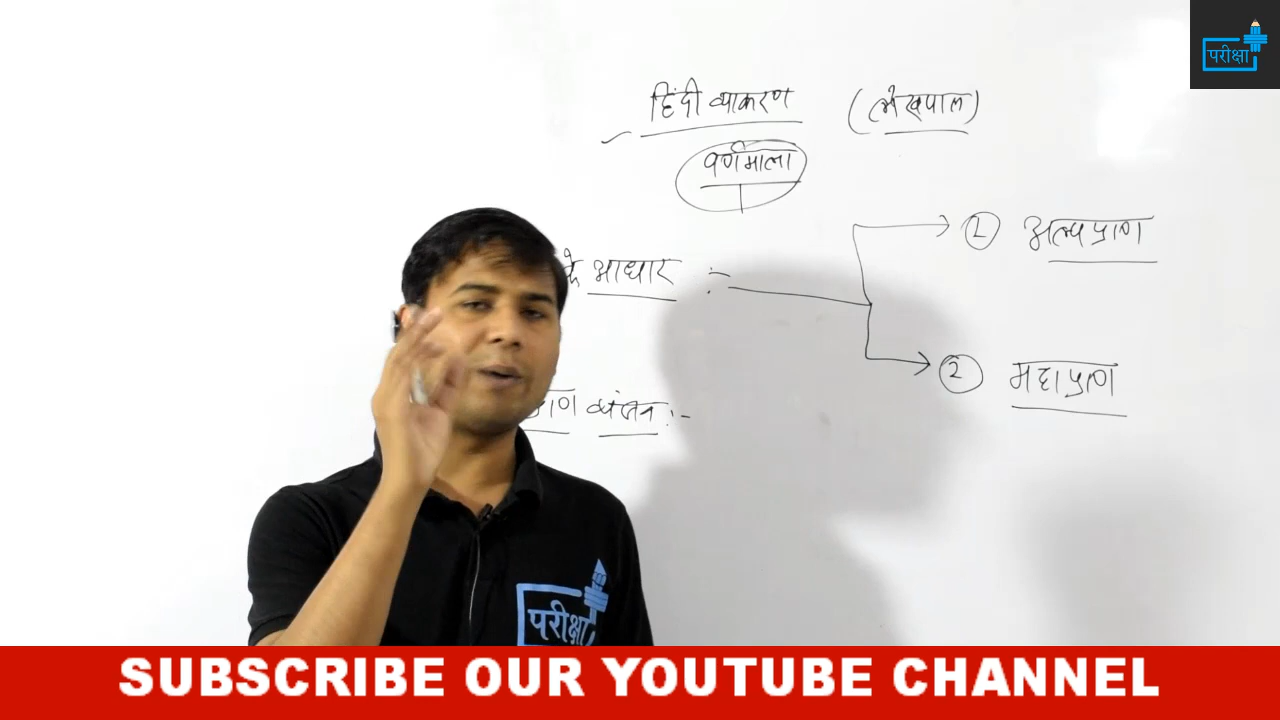 परीक्षा
हिंदी व्याकरण (लेखपाल)
वर्णमाला
① अल्पप्राण
के आधार :-
② महाप्राण
प्राण व्यंजन :-
परीक्षा
SUBSCRIBE OUR YOUTUBE CHANNEL